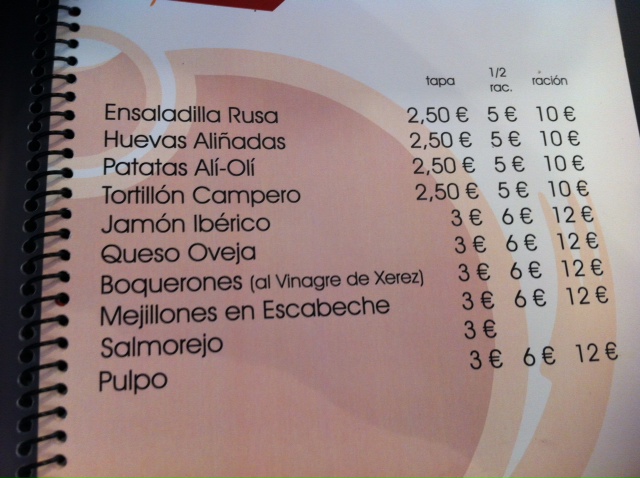 tapa 1/2 rac. ración
Ensaladilla Rusa 2,50 € 5 € 10 €
Huevas Aliñadas 2,50 € 5 € 10 €
Patatas Alí-Olí 2,50 € 5 € 10 €
Tortillón Campero 2,50 € 5 € 10 €
Jamón Ibérico 3 € 6 € 12 €
Queso Oveja 3 € 6 € 12 €
Boquerones (al Vinagre de Xerez) 3 € 6 € 12 €
Mejillones en Escabeche 3 € 6 € 12 €
Salmorejo 3 €
Pulpo 3 € 6 € 12 €